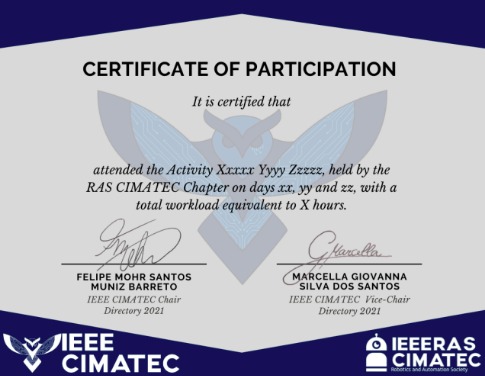 CERTIFICATE OF PARTICIPATION
It is certified that
attended the Activity Xxxxx Yyyy Zzzzz, held by the
RAS CIMATEC Chapter on days xx, yy and zz, with a
total workload equivalent to X hours.
FELIPE MOHR SANTOS
MUNIZ BARRETO
IEEE CIMATEC Chair
Directory 2021
GMarcella
MARCELLA GIOVANNA
SILVA DOS SANTOS
IEEE CIMATEC Vice-Chair
Directory 2021
IEEE
CIMATEC
IEEERAS
CIMATEC
Robotics and Automation Society